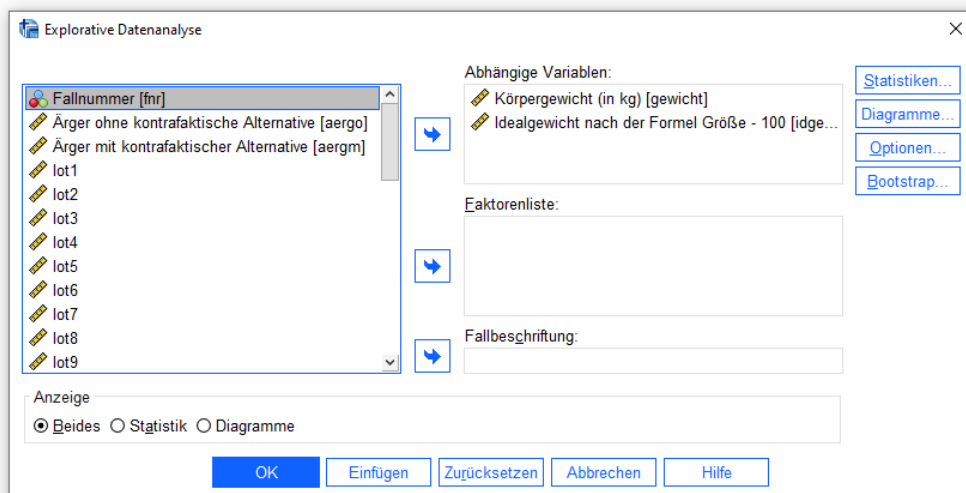 Explorative Datenanalyse
Fallnummer [fnr]
Ärger ohne kontrafaktische Alternative [aergo]
Ärger mit kontrafaktischer Alternative [aergm]
lot1
lot2
lot3
lot4
lot5
lot6
lot7
lot8
lot9
Abhängige Variablen:
Körpergewicht (in kg) [gewicht]
Idealgewicht nach der Formel Größe - 100 [idge...
Faktorenliste:
Fallbeschriftung:
Statistiken...
Diagramme...
Optionen...
Bootstrap...
Anzeige
Beides Statistik Diagramme
OK Einfügen Zurücksetzen Abbrechen Hilfe